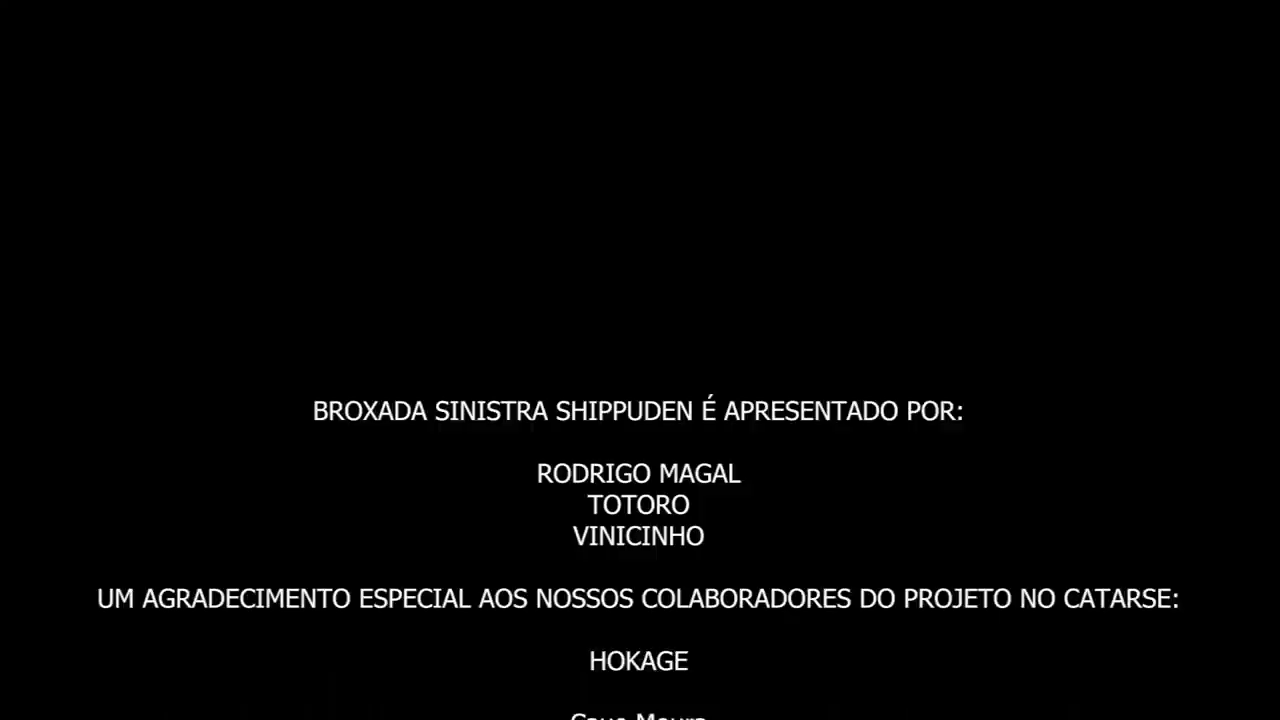 BROXADA SINISTRA SHIPPUDEN É APRESENTADO POR:
RODRIGO MAGAL
TOTORO
VINICINHO
UM AGRADECIMENTO ESPECIAL AOS NOSSOS COLABORADORES DO PROJETO NO CATARSE:
HOKAGE